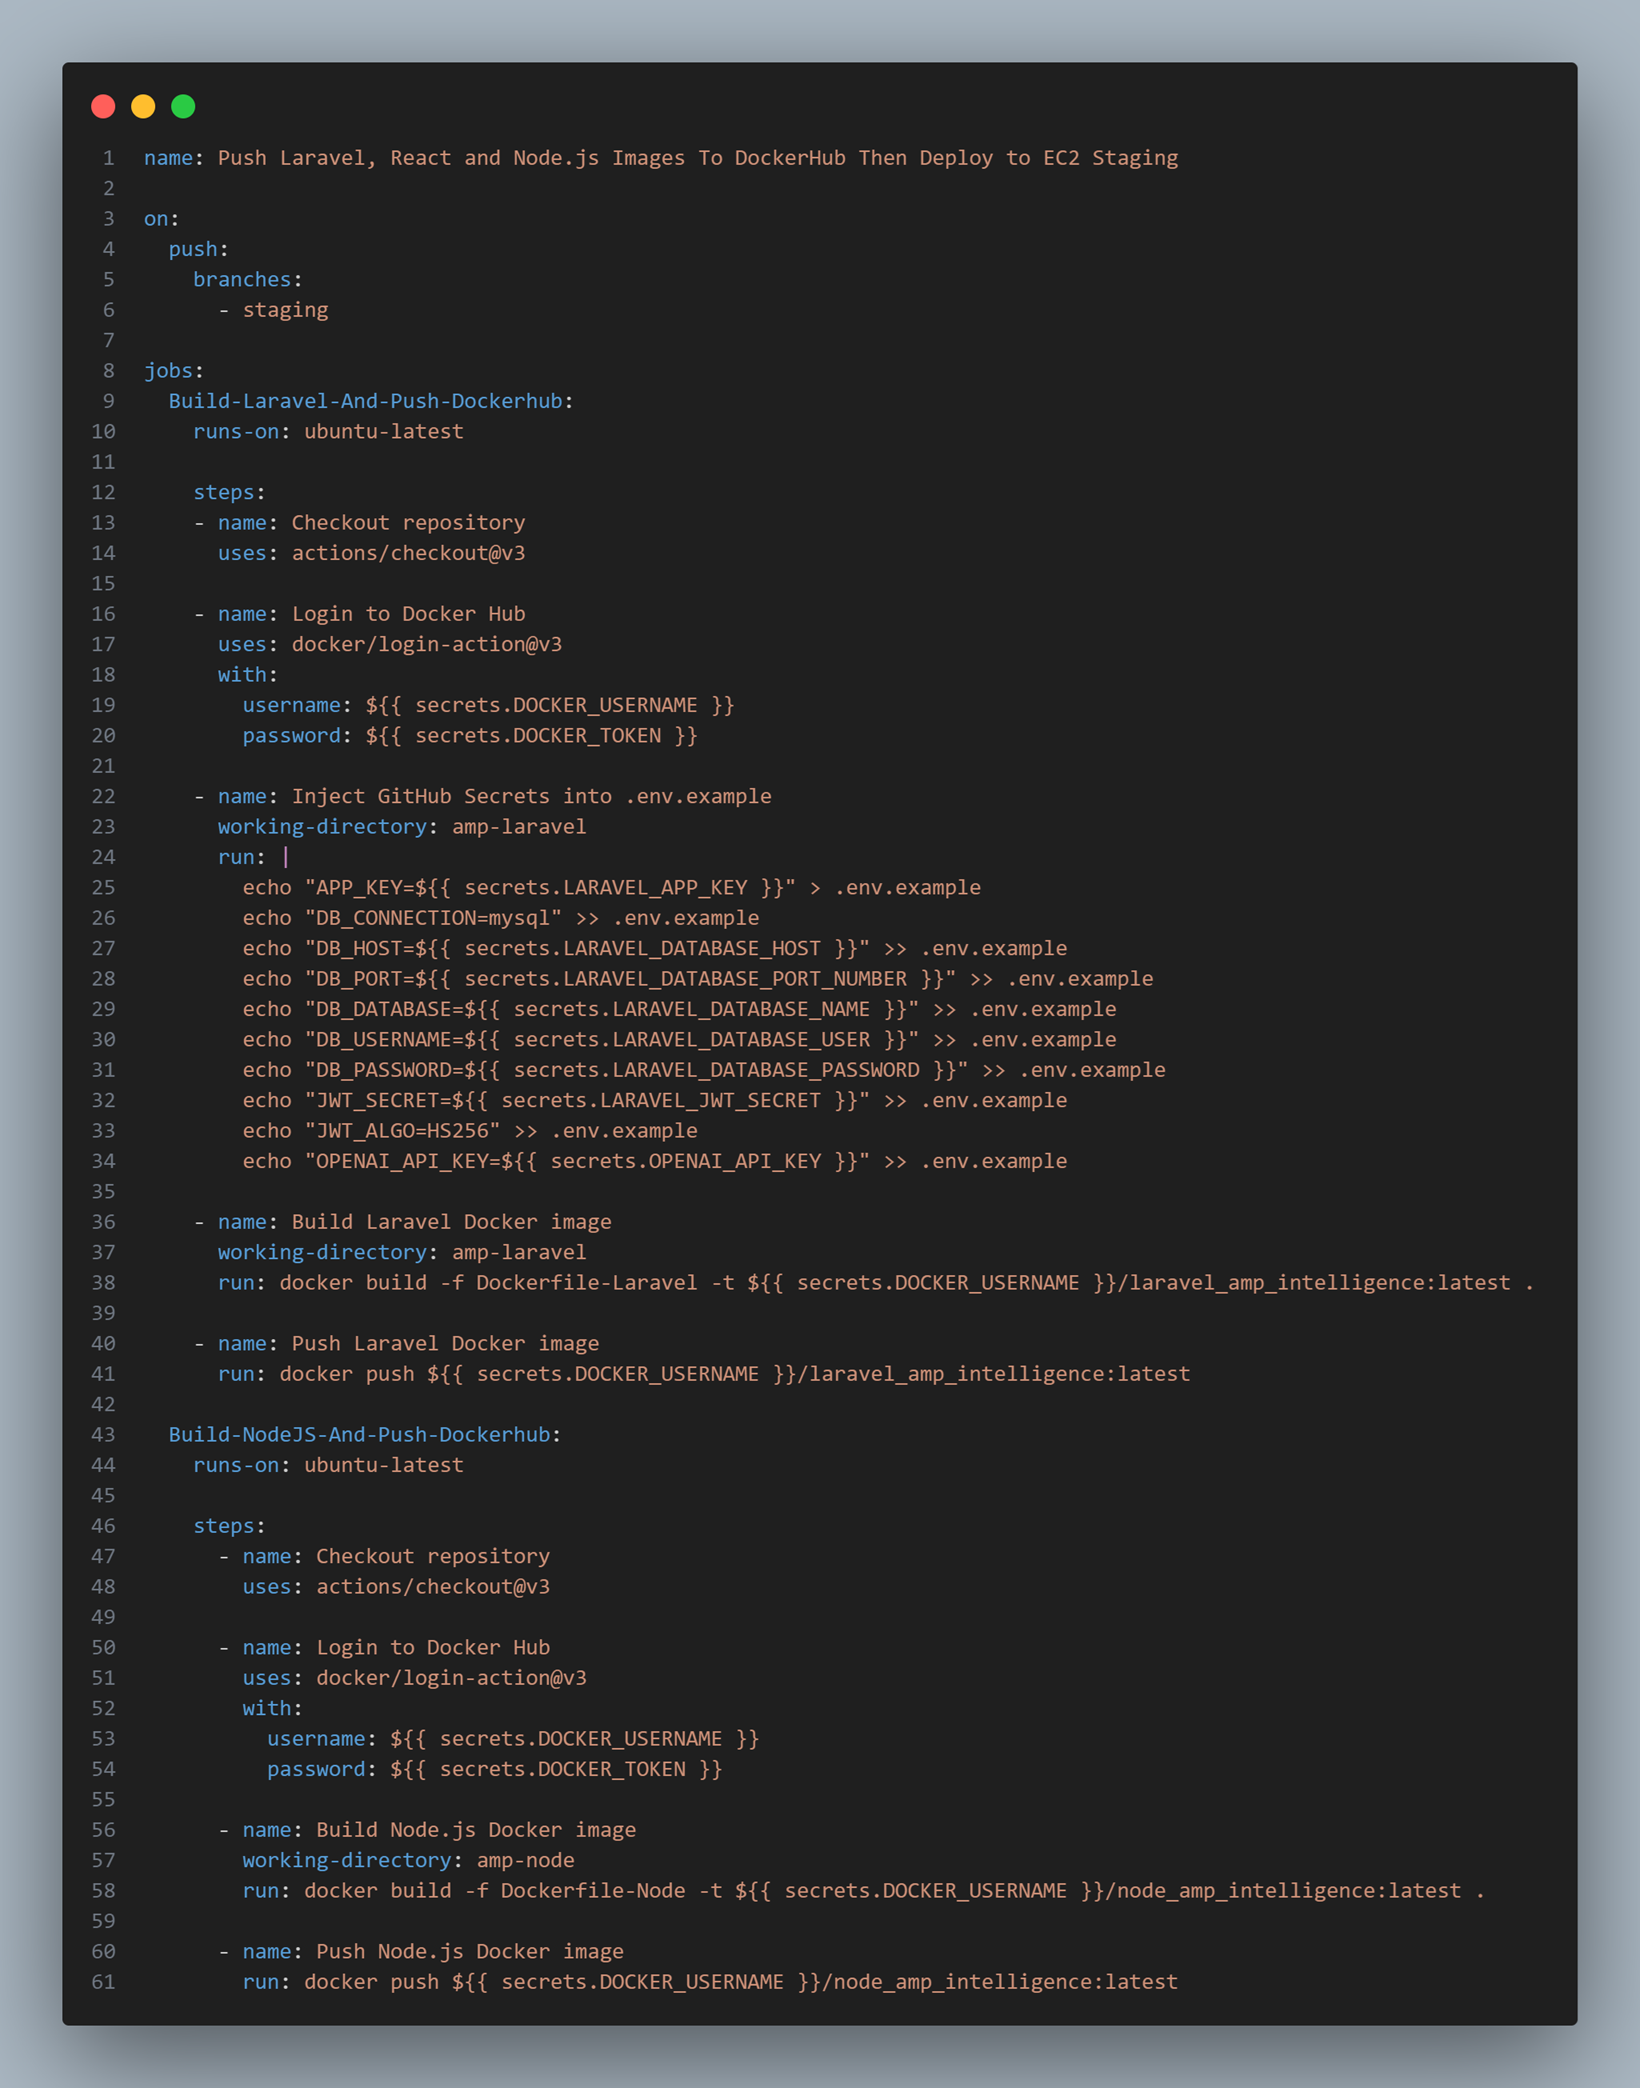 1 name: Push Laravel, React and Node.js Images To DockerHub Then Deploy to EC2 Staging
2
3 on:
4   push:
5     branches:
6       - staging
7
8 jobs:
9   Build-Laravel-And-Push-Dockerhub:
10     runs-on: ubuntu-latest
11
12     steps:
13     - name: Checkout repository
14       uses: actions/checkout@v3
15
16     - name: Login to Docker Hub
17       uses: docker/login-action@v3
18       with:
19         username: ${{ secrets.DOCKER_USERNAME }}
20         password: ${{ secrets.DOCKER_TOKEN }}
21
22     - name: Inject GitHub Secrets into .env.example
23       working-directory: amp-laravel
24       run: |
25         echo "APP_KEY=${{ secrets.LARAVEL_APP_KEY }}" > .env.example
26         echo "DB_CONNECTION=mysql" >> .env.example
27         echo "DB_HOST=${{ secrets.LARAVEL_DATABASE_HOST }}" >> .env.example
28         echo "DB_PORT=${{ secrets.LARAVEL_DATABASE_PORT_NUMBER }}" >> .env.example
29         echo "DB_DATABASE=${{ secrets.LARAVEL_DATABASE_NAME }}" >> .env.example
30         echo "DB_USERNAME=${{ secrets.LARAVEL_DATABASE_USER }}" >> .env.example
31         echo "DB_PASSWORD=${{ secrets.LARAVEL_DATABASE_PASSWORD }}" >> .env.example
32         echo "JWT_SECRET=${{ secrets.LARAVEL_JWT_SECRET }}" >> .env.example
33         echo "JWT_ALGO=HS256" >> .env.example
34         echo "OPENAI_API_KEY=${{ secrets.OPENAI_API_KEY }}" >> .env.example
35
36     - name: Build Laravel Docker image
37       working-directory: amp-laravel
38       run: docker build -f Dockerfile-Laravel -t ${{ secrets.DOCKER_USERNAME }}/laravel_amp_intelligence:latest .
39
40     - name: Push Laravel Docker image
41       run: docker push ${{ secrets.DOCKER_USERNAME }}/laravel_amp_intelligence:latest
42
43   Build-NodeJS-And-Push-Dockerhub:
44     runs-on: ubuntu-latest
45
46     steps:
47       - name: Checkout repository
48         uses: actions/checkout@v3
49
50       - name: Login to Docker Hub
51         uses: docker/login-action@v3
52         with:
53           username: ${{ secrets.DOCKER_USERNAME }}
54           password: ${{ secrets.DOCKER_TOKEN }}
55
56       - name: Build Node.js Docker image
57         working-directory: amp-node
58         run: docker build -f Dockerfile-Node -t ${{ secrets.DOCKER_USERNAME }}/node_amp_intelligence:latest .
59
60       - name: Push Node.js Docker image
61         run: docker push ${{ secrets.DOCKER_USERNAME }}/node_amp_intelligence:latest